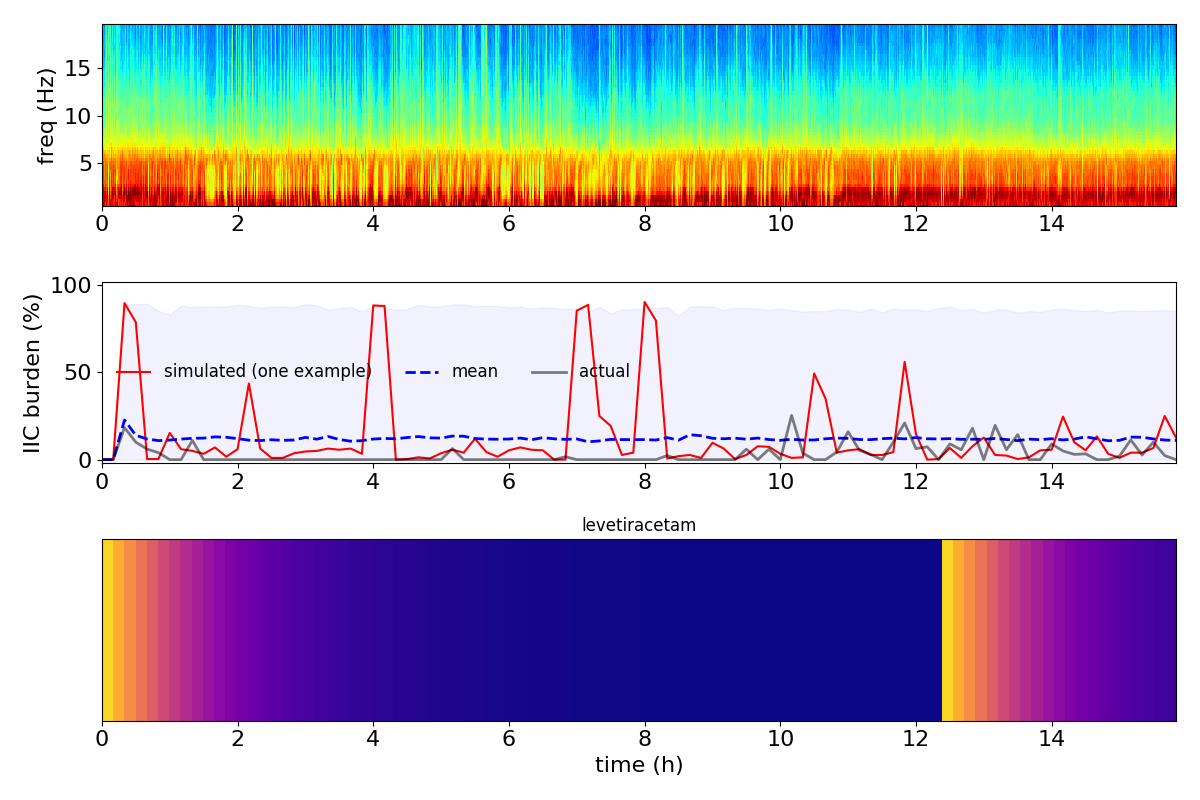 freq (Hz)
15
10
5
0 2 4 6 8 10 12 14
IIC burden (%)
100
50
0
simulated (one example) mean actual
0 2 4 6 8 10 12 14
levetiracetam
0 2 4 6 8 10 12 14
time (h)